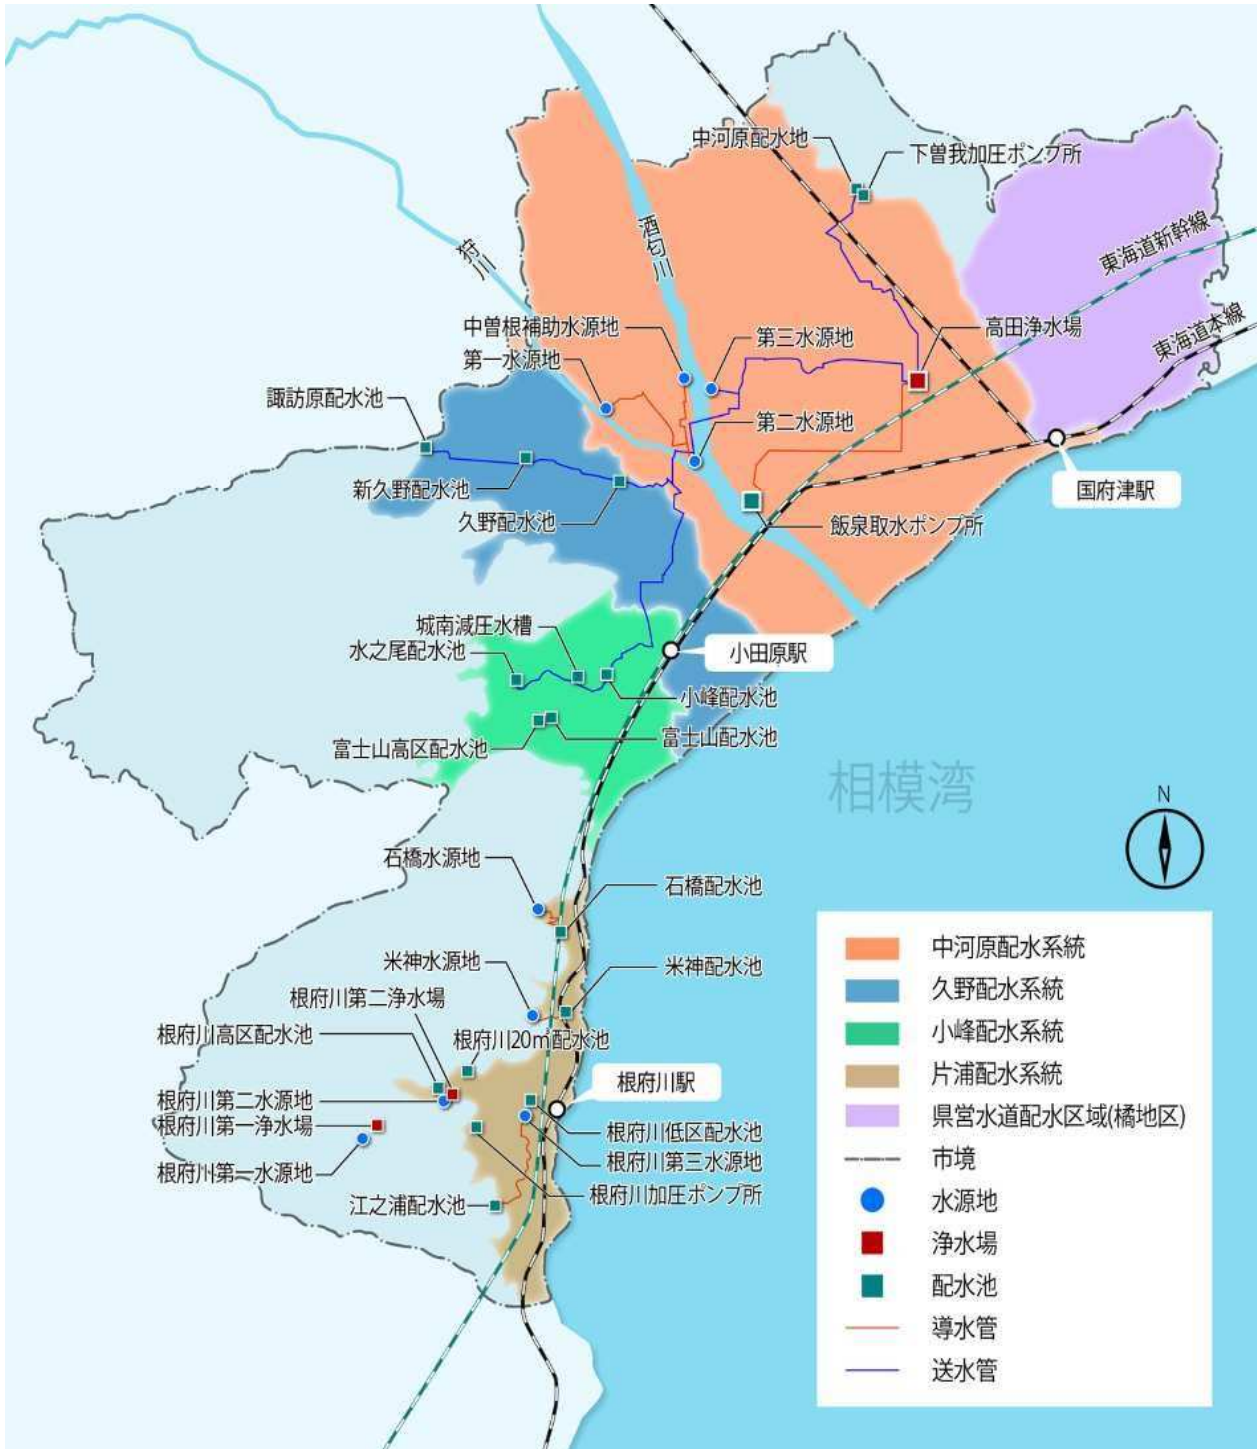 中河原配水地
下曽我加圧ポンプ所
酒匂川
狩川
東海道新幹線
東海道本線
中曽根補助水源地
第三水源地
高田浄水場
第一水源地
諏訪原配水池
第二水源地
新久野配水池
国府津駅
久野配水池
飯泉取水ポンプ所
城南減圧水槽
水之尾配水池
小田原駅
小峰配水池
富士山高区配水池
富士山配水池
相模湾
N
石橋水源地
石橋配水池
米神水源地
米神配水池
根府川第二浄水場
根府川高区配水池
根府川20㎥配水池
根府川駅
根府川第二水源地
根府川第一浄水場
根府川低区配水池
根府川第三水源地
根府川第一水源地
根府川加圧ポンプ所
江之浦配水池
中河原配水系統
久野配水系統
小峰配水系統
片浦配水系統
県営水道配水区域(橘地区)
市境
水源地
浄水場
配水池
導水管
送水管